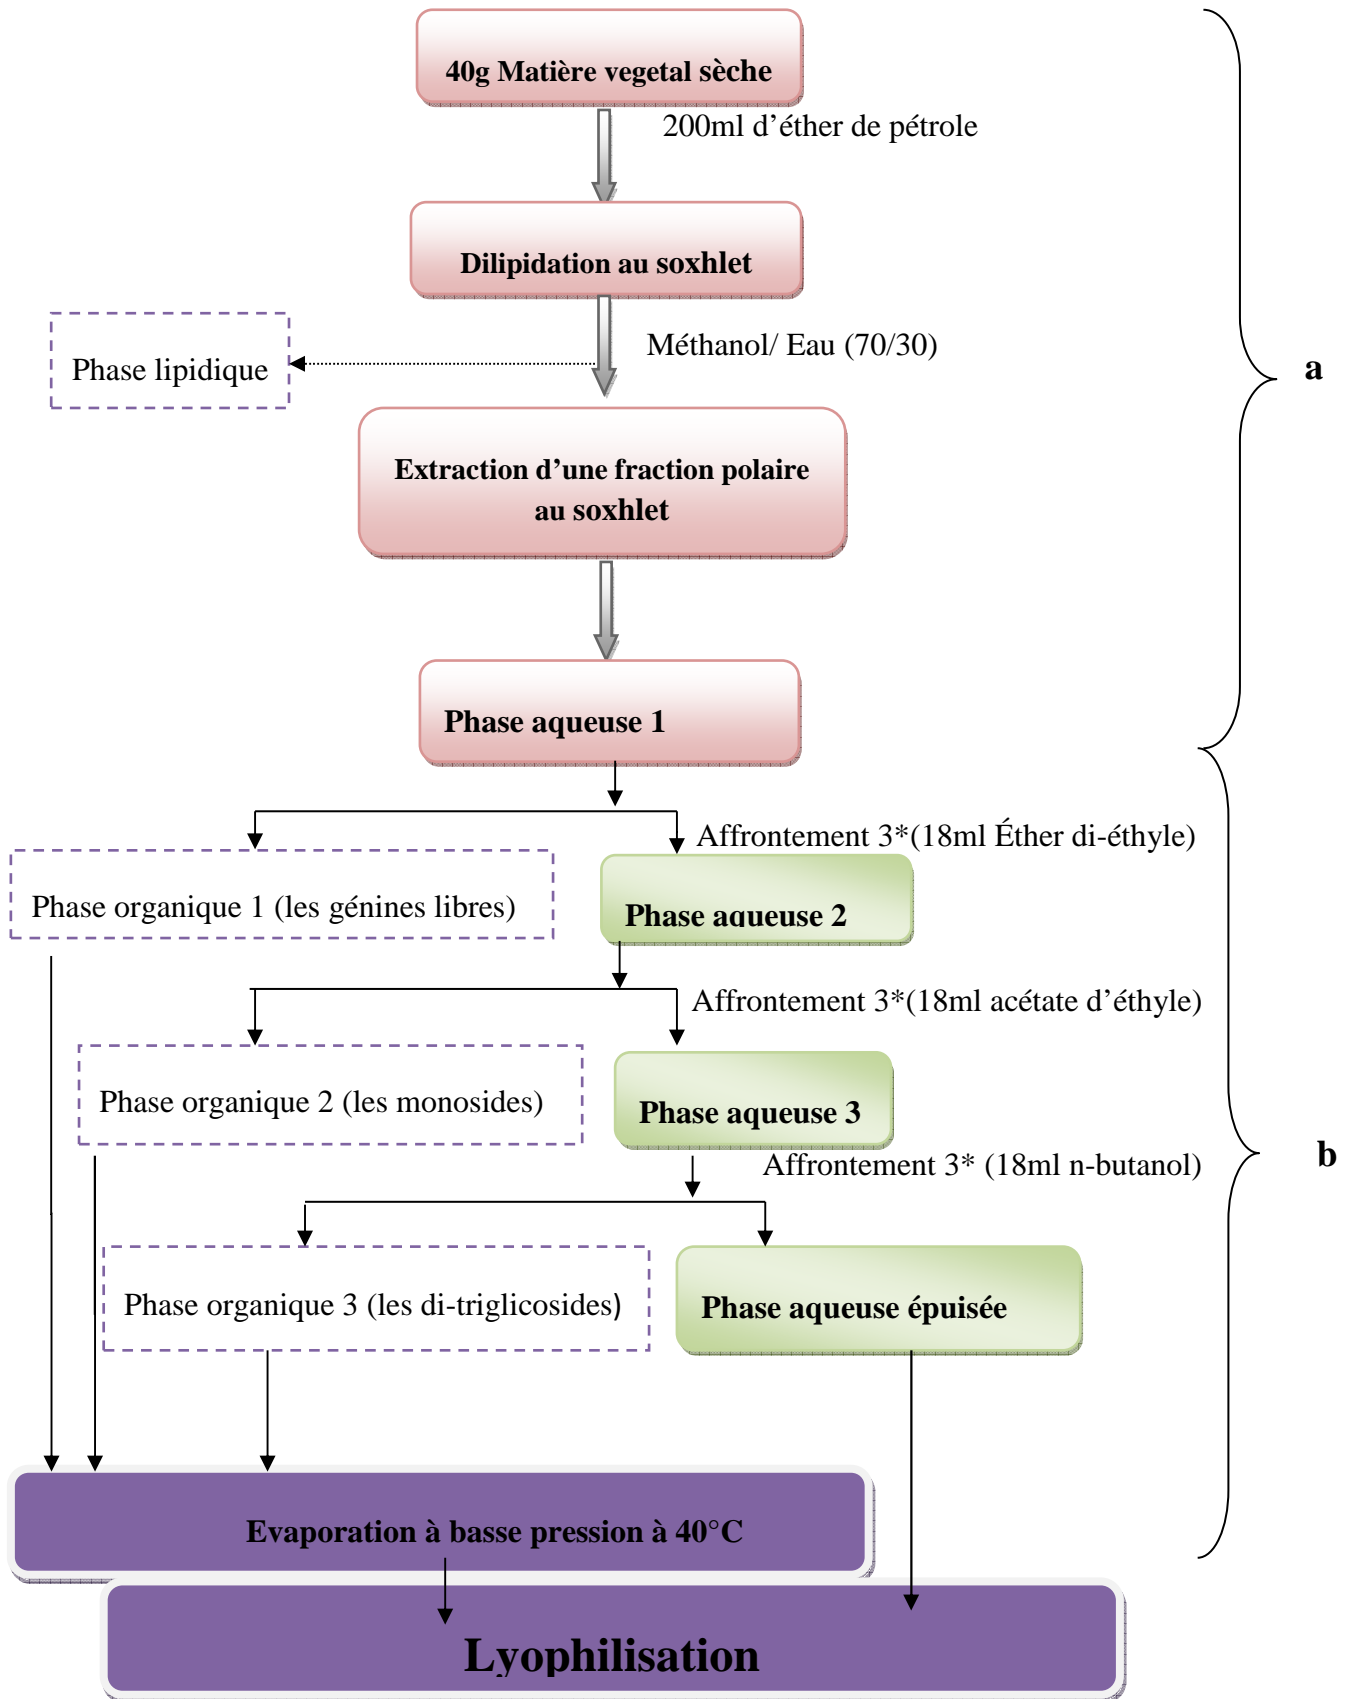 40g Matière vegetal sèche
200ml d’éther de pétrole
Dilipidation au soxhlet
Méthanol/ Eau (70/30)
Phase lipidique
a
Extraction d’une fraction polaire
au soxhlet
Phase aqueuse 1
Affrontement 3*(18ml Éther di-éthyle)
Phase organique 1 (les génines libres)
Phase aqueuse 2
Affrontement 3*(18ml acétate d’éthyle)
Phase organique 2 (les monosides)
Phase aqueuse 3
b
Affrontement 3* (18ml n-butanol)
Phase organique 3 (les di-triglicosides)
Phase aqueuse épuisée
Evaporation à basse pression à 40°C
Lyophilisation